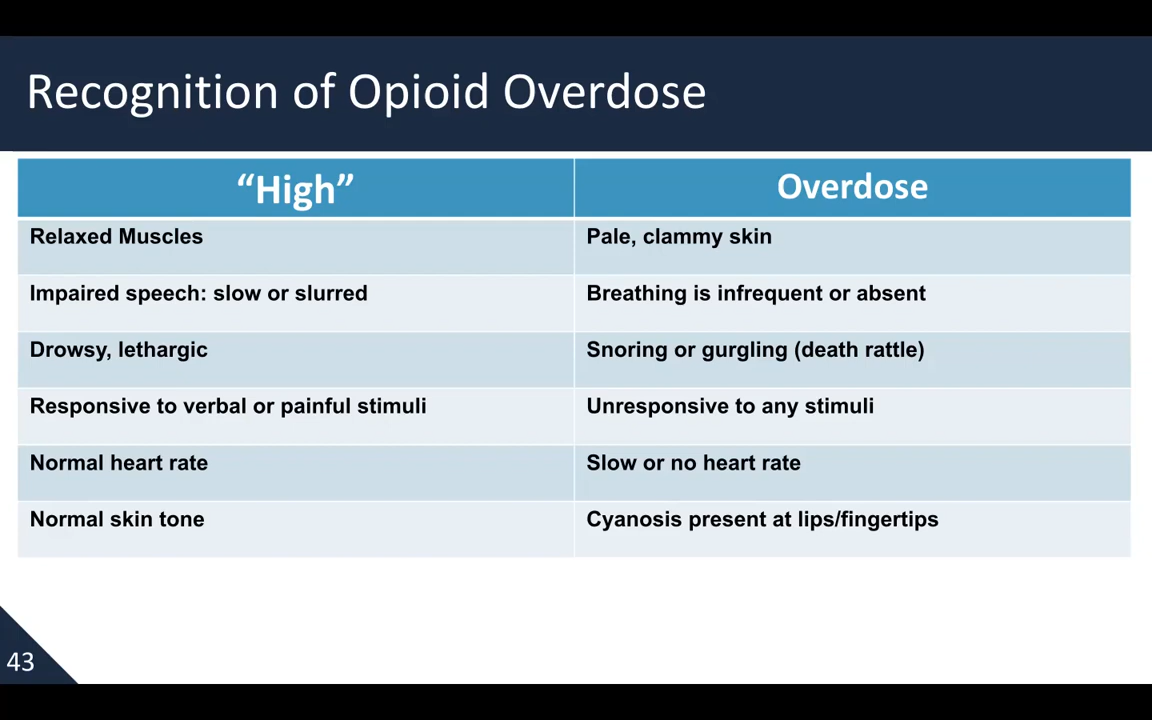 Recognition of Opioid Overdose
“High”
Overdose
Relaxed Muscles
Pale, clammy skin
Impaired speech: slow or slurred
Breathing is infrequent or absent
Drowsy, lethargic
Snoring or gurgling (death rattle)
Responsive to verbal or painful stimuli
Unresponsive to any stimuli
Normal heart rate
Slow or no heart rate
Normal skin tone
Cyanosis present at lips/fingertips
43